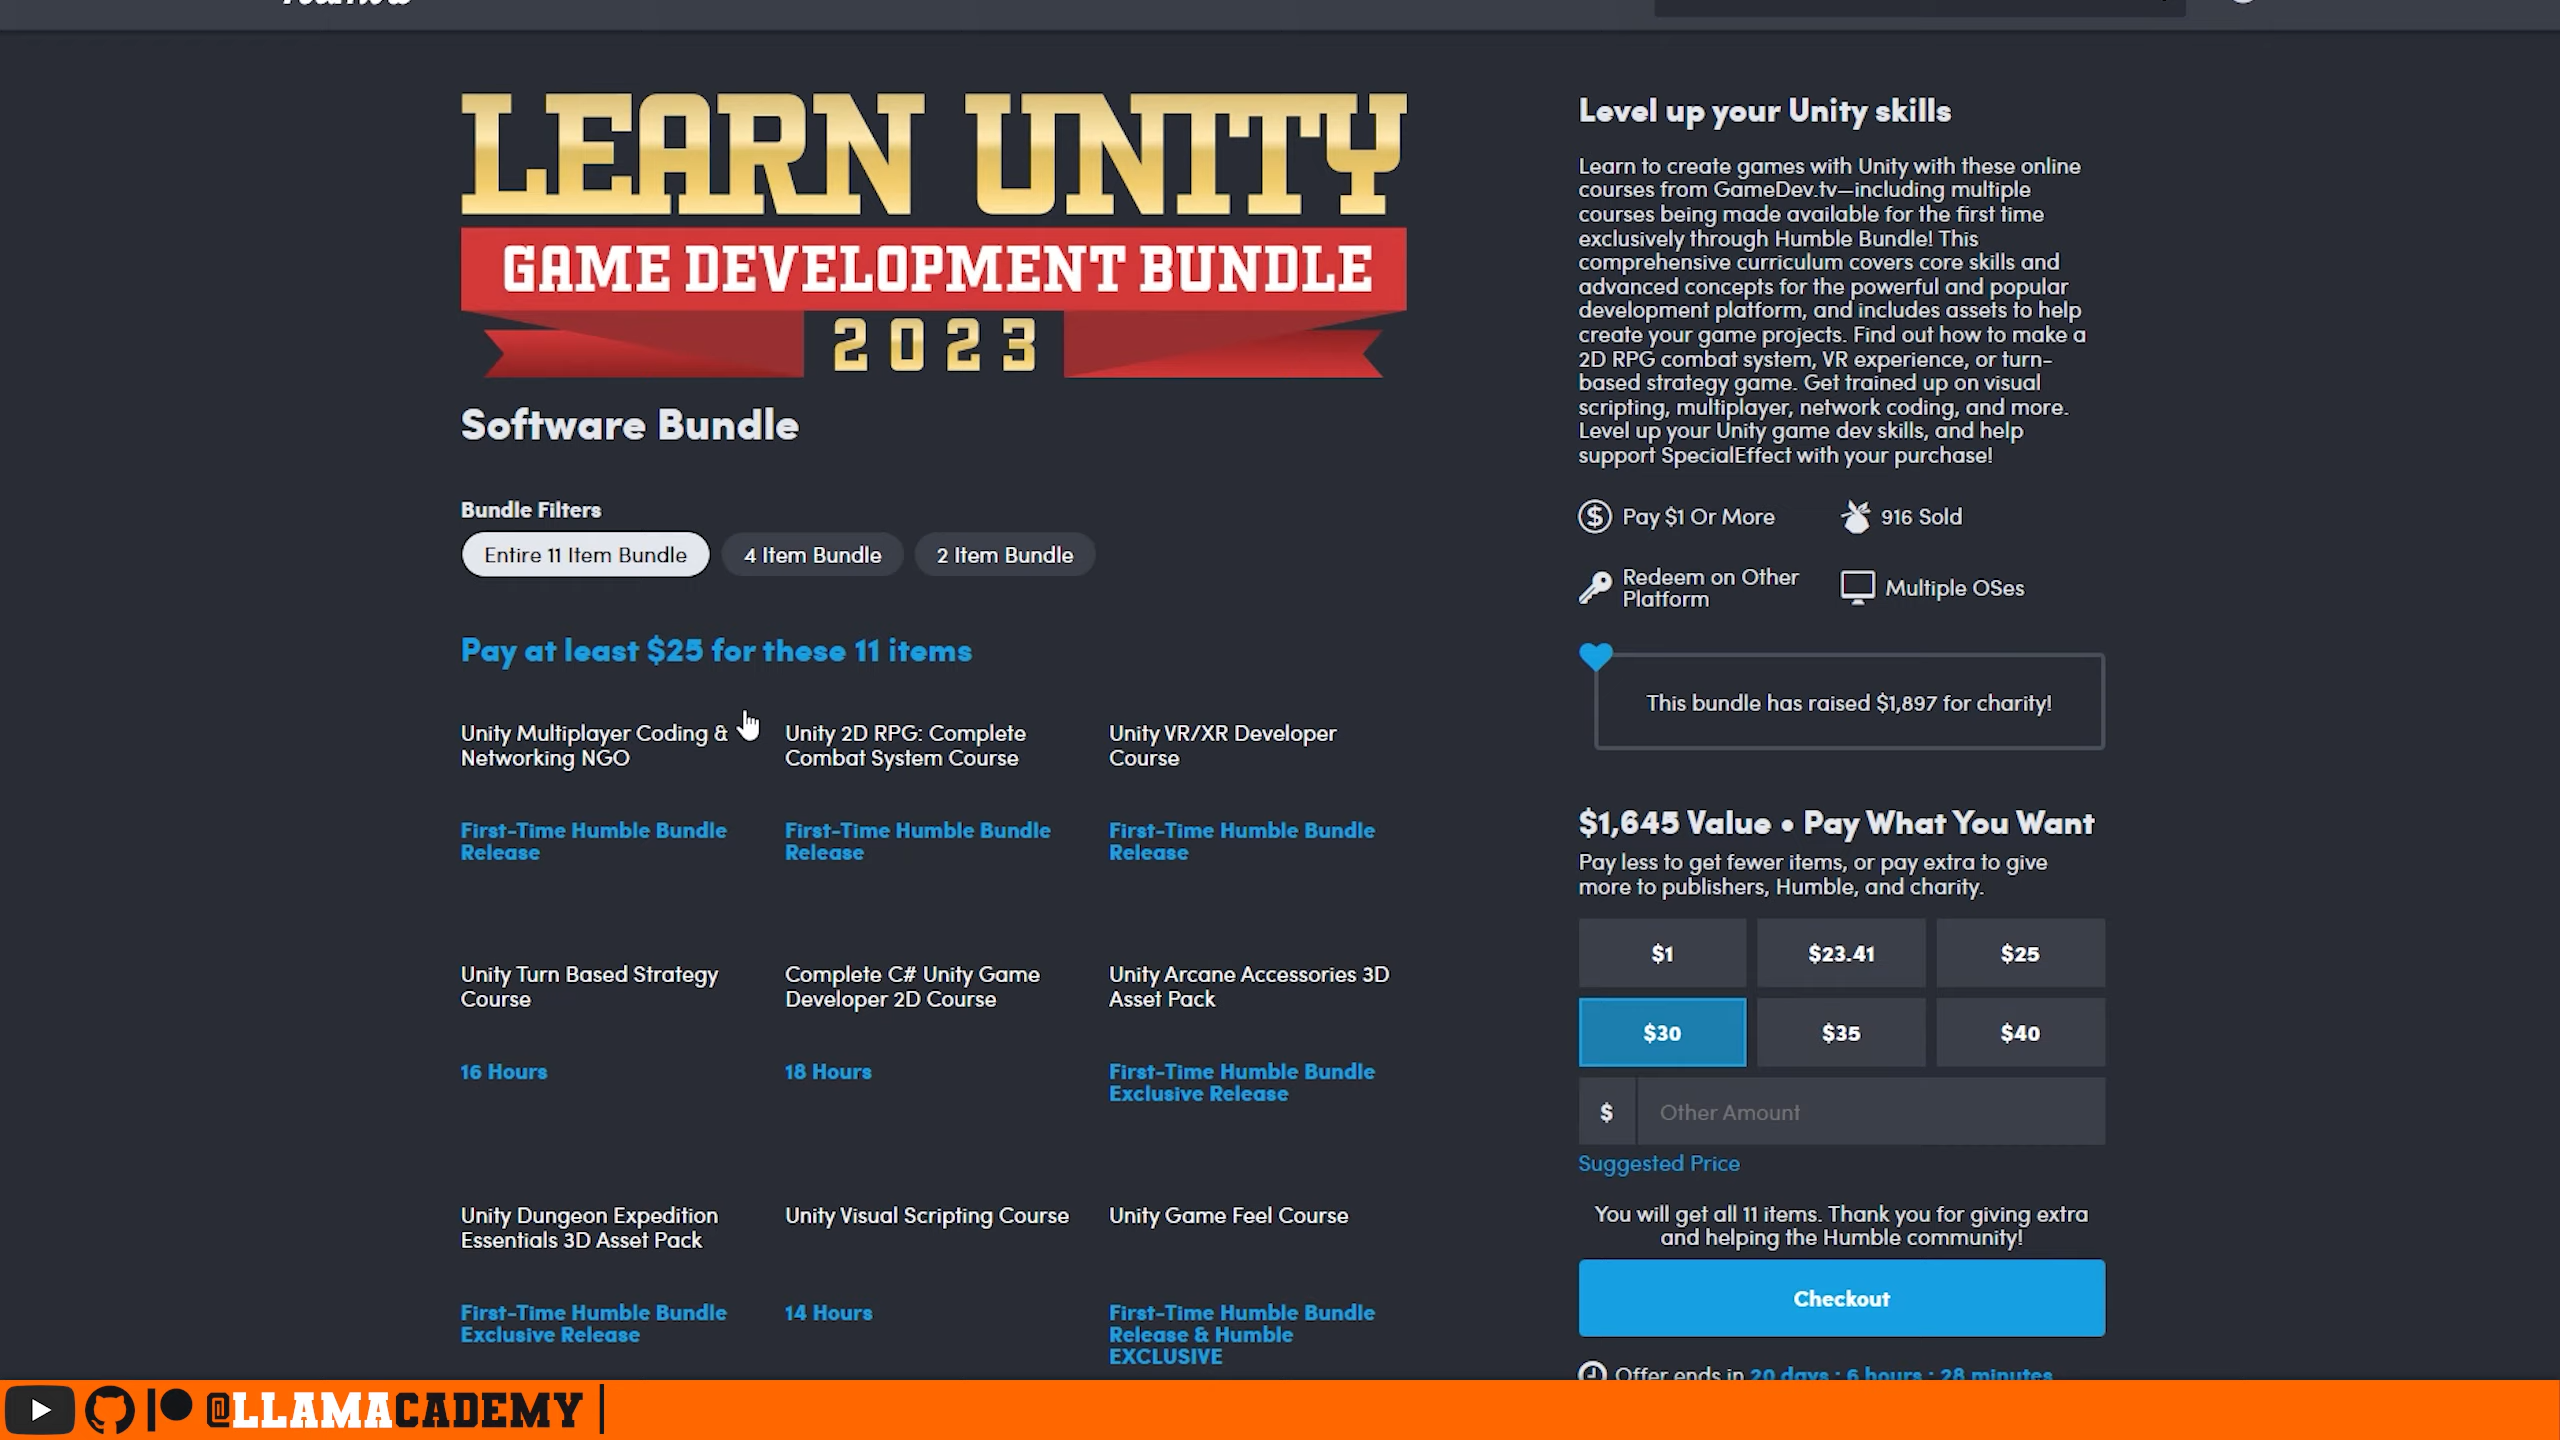 LEARN UNITY
GAME DEVELOPMENT BUNDLE
2023
Software Bundle
Bundle Filters
Entire 11 Item Bundle
4 Item Bundle
2 Item Bundle
Pay at least $25 for these 11 items
Unity Multiplayer Coding &
Networking NGO
First-Time Humble Bundle
Release
Unity 2D RPG: Complete
Combat System Course
First-Time Humble Bundle
Release
Unity VR/XR Developer
Course
First-Time Humble Bundle
Release
Unity Turn Based Strategy
Course
16 Hours
Complete C# Unity Game
Developer 2D Course
18 Hours
Unity Arcane Accessories 3D
Asset Pack
First-Time Humble Bundle
Exclusive Release
Unity Dungeon Expedition
Essentials 3D Asset Pack
First-Time Humble Bundle
Exclusive Release
Unity Visual Scripting Course
14 Hours
Unity Game Feel Course
First-Time Humble Bundle
Release & Humble
EXCLUSIVE
Level up your Unity skills
Learn to create games with Unity with these online
courses from GameDev.tv—including multiple
courses being made available for the first time
exclusively through Humble Bundle! This
comprehensive curriculum covers core skills and
advanced concepts for the powerful and popular
development platform, and includes assets to help
create your game projects. Find out how to make a
2D RPG combat system, VR experience, or turn-
based strategy game. Get trained up on visual
scripting, multiplayer, network coding, and more.
Level up your Unity game dev skills, and help
support SpecialEffect with your purchase!
Pay $1 Or More
916 Sold
Redeem on Other
Platform
Multiple OSes
This bundle has raised $1,897 for charity!
$1,645 Value • Pay What You Want
Pay less to get fewer items, or pay extra to give
more to publishers, Humble, and charity.
$1
$23.41
$25
$30
$35
$40
$
Other Amount
Suggested Price
You will get all 11 items. Thank you for giving extra
and helping the Humble community!
Checkout
Offer ends in 20 days : 6 hours : 28 minutes
@LLAMACADEMY